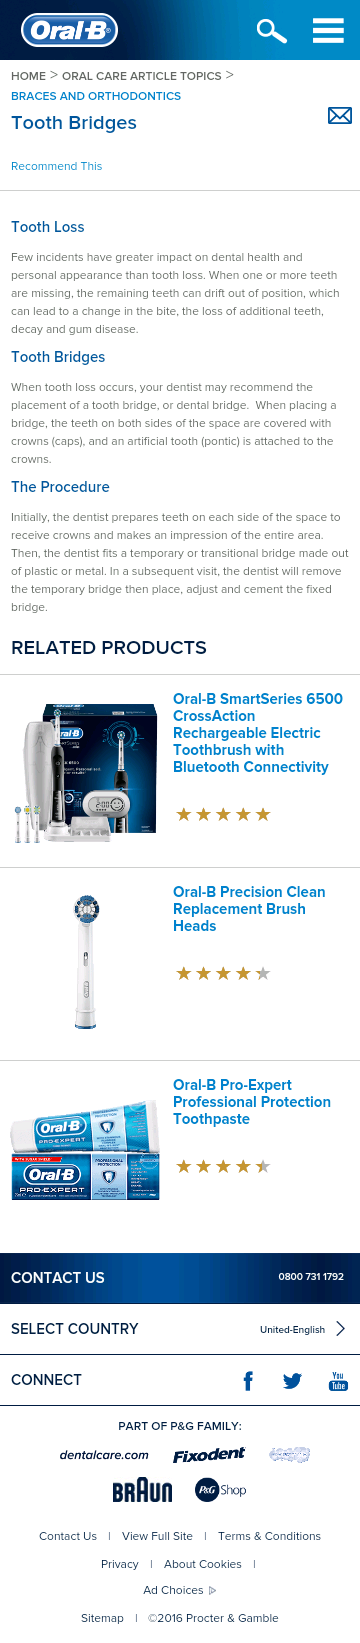 Oral-B
HOME > ORAL CARE ARTICLE TOPICS >
BRACES AND ORTHODONTICS
Tooth Bridges
Recommend This
Tooth Loss
Few incidents have greater impact on dental health and
personal appearance than tooth loss. When one or more teeth
are missing, the remaining teeth can drift out of position, which
can lead to a change in the bite, the loss of additional teeth,
decay and gum disease.
Tooth Bridges
When tooth loss occurs, your dentist may recommend the
placement of a tooth bridge, or dental bridge.  When placing a
bridge, the teeth on both sides of the space are covered with
crowns (caps), and an artificial tooth (pontic) is attached to the
crowns.
The Procedure
Initially, the dentist prepares teeth on each side of the space to
receive crowns and makes an impression of the entire area.
Then, the dentist fits a temporary or transitional bridge made out
of plastic or metal. In a subsequent visit, the dentist will remove
the temporary bridge then place, adjust and cement the fixed
bridge.
RELATED PRODUCTS
Oral-B SmartSeries 6500
CrossAction
Rechargeable Electric
Toothbrush with
Bluetooth Connectivity
Oral-B Precision Clean
Replacement Brush
Heads
Oral-B Pro-Expert
Professional Protection
Toothpaste
Oral-B
PRO-EXPERT
Oral-B
PRO-EXPERT
CONTACT US
0800 731 1792
SELECT COUNTRY
United-English
CONNECT
You
Tube
PART OF P&G FAMILY:
dentalcare.com
Fixodent
BRAUN
P&G Shop
Contact Us | View Full Site | Terms & Conditions
Privacy | About Cookies |
Ad Choices
Sitemap | ©2016 Procter & Gamble